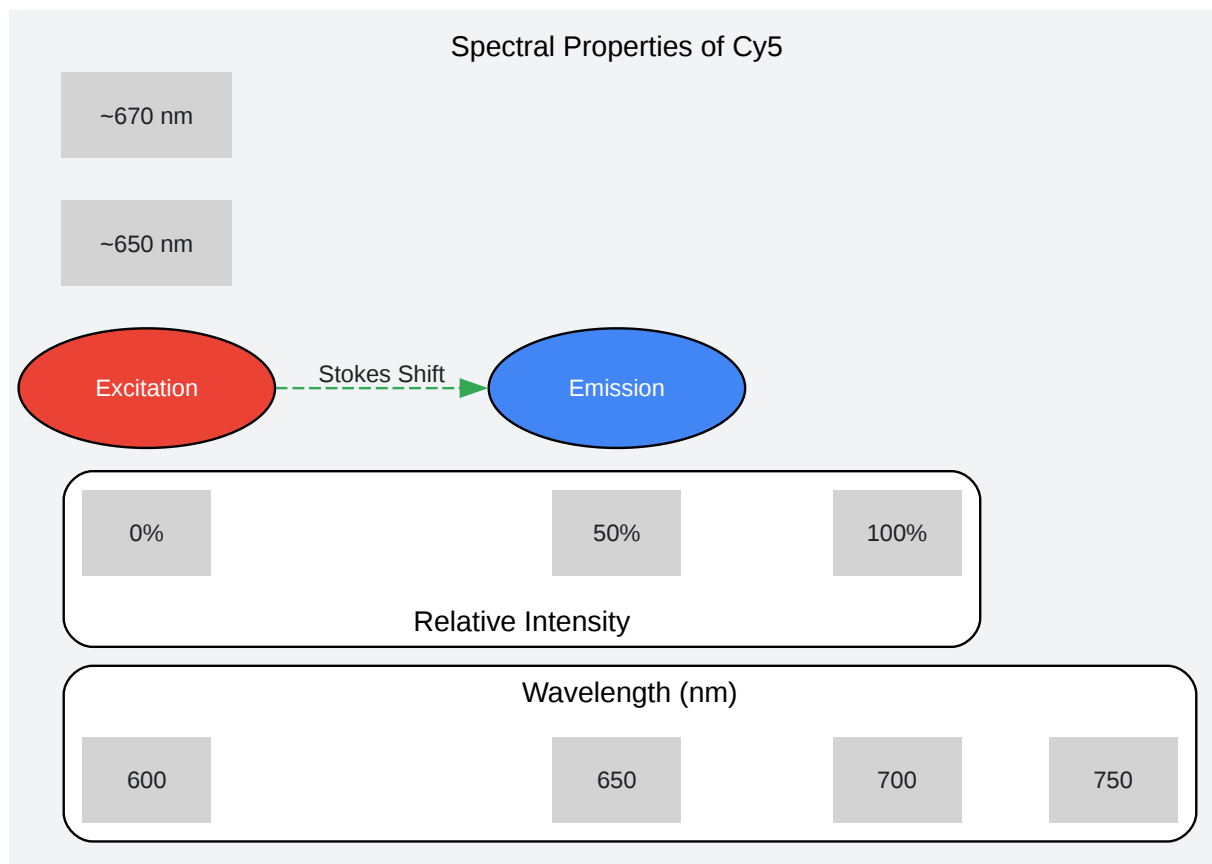 Spectral Properties of Cy5
~670 nm
~650 nm
Excitation
Stokes Shift
Emission
0%
50%
100%
Relative Intensity
Wavelength (nm)
600
650
700
750